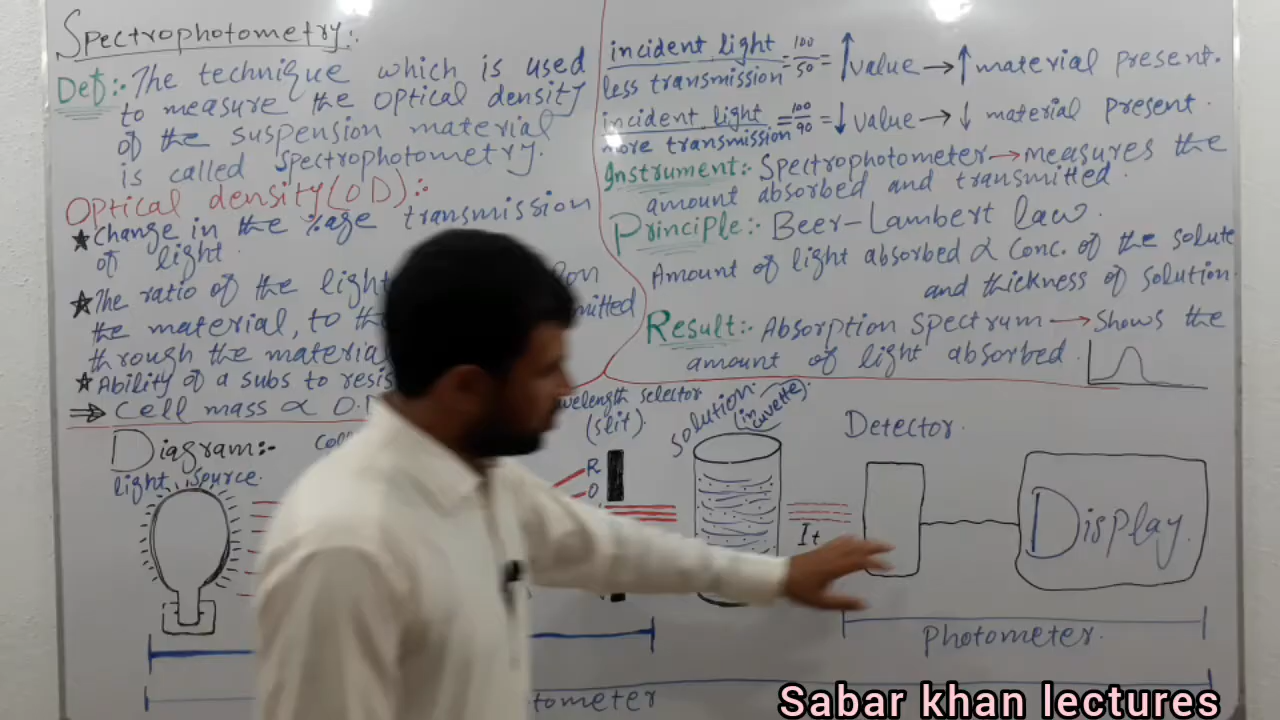 Spectrophotometry:.
Def:. The technique which is used
to measure the optical density
of the suspension material
is called Spectrophotometry.
Optical density (OD):.
★ Change in the %age transmission
of light.
★ The ratio of the light
the material, to the
through the material
★ Ability of a subs to resis
⇒ Cell mass ∝ O.D
incident light / less transmission = 100/50 = ↑ value → ↑ material present.
incident light / more transmission = 100/90 = ↓ value → ↓ material present.
Instrument:. Spectrophotometer → measures the
amount absorbed and transmitted.
Principle:. Beer-Lambert law.
Amount of light absorbed ∝ Conc. of the solute
and thickness of solution.
Result:. Absorption spectrum → Shows the
amount of light absorbed.
Diagram:-
light source.
selector
(slit).
R
O
solution.
(in cuvette)
It
Detector.
Display.
Photometer.
tometer
Sabar khan lectures